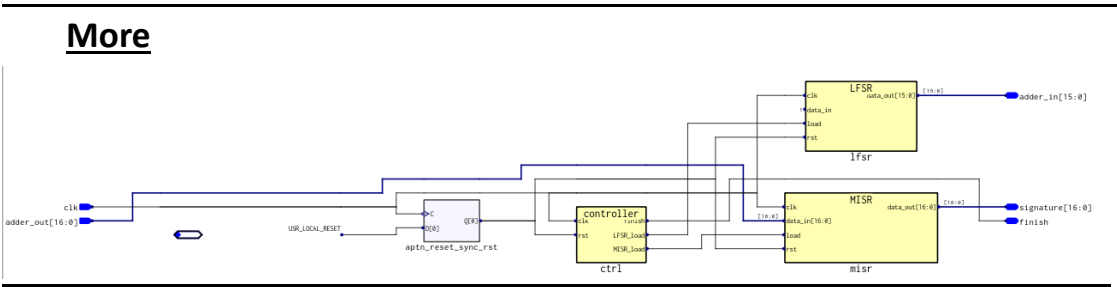 More
LFSR
clk
data_out[15:0]
[15:0]
adder_in[15:0]
data_in
load
rst
lfsr
clk
adder_out[16:0]
USR_LOCAL_RESET
C
D[0]
Q[0]
aptn_reset_sync_rst
controller
clk
finish
rst
LFSR_load
MISR_load
ctrl
MISR
clk
data_out[16:0]
[16:0]
signature[16:0]
[16:0]
data_in[16:0]
finish
load
rst
misr